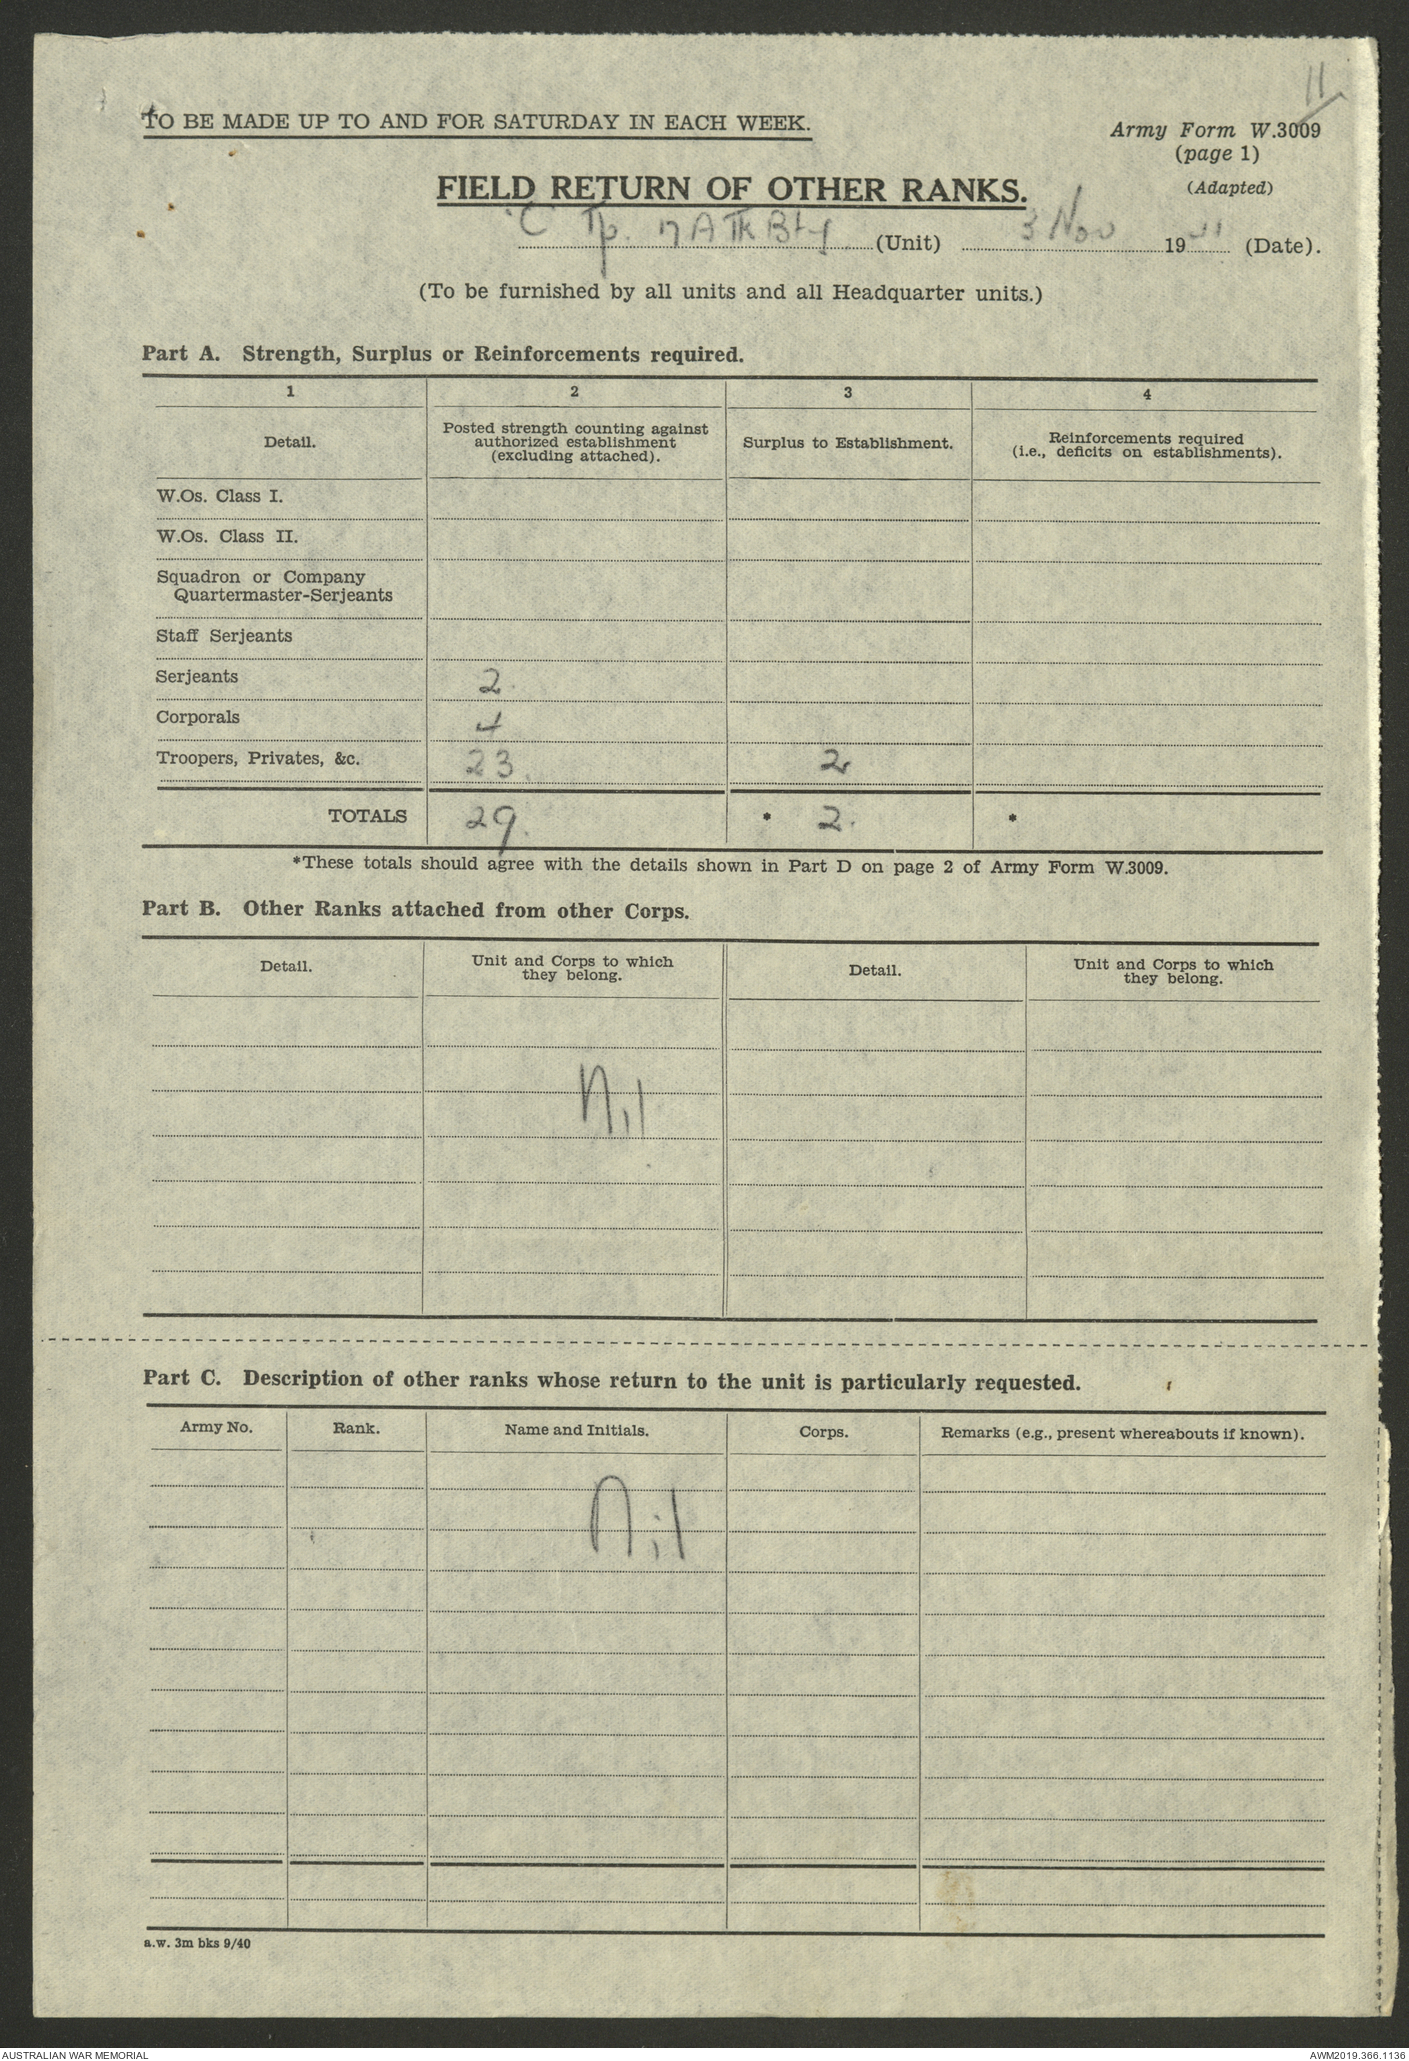 11
TO BE MADE UP TO AND FOR SATURDAY IN EACH WEEK.
Army Form W.3009
(page 1)
(Adapted)
FIELD RETURN OF OTHER RANKS.
'C Tp. 17 A TK Bty (Unit) 3 Nov 19 41 (Date).
(To be furnished by all units and all Headquarter units.)
Part A. Strength, Surplus or Reinforcements required.
1 2 3 4
Detail.
Posted strength counting against
authorized establishment
(excluding attached).
Surplus to Establishment.
Reinforcements required
(i.e., deficits on establishments).
W.Os. Class I.
W.Os. Class II.
Squadron or Company
Quartermaster-Serjeants
Staff Serjeants
Serjeants 2.
Corporals 4
Troopers, Privates, &c. 23. 2
TOTALS 29. * 2. *
*These totals should agree with the details shown in Part D on page 2 of Army Form W.3009.
Part B. Other Ranks attached from other Corps.
Detail.
Unit and Corps to which
they belong.
Detail.
Unit and Corps to which
they belong.
Nil
Part C. Description of other ranks whose return to the unit is particularly requested.
Army No. Rank. Name and Initials. Corps. Remarks (e.g., present whereabouts if known).
Nil
a.w. 3m bks 9/40
AUSTRALIAN WAR MEMORIAL AWM2019.366.1136